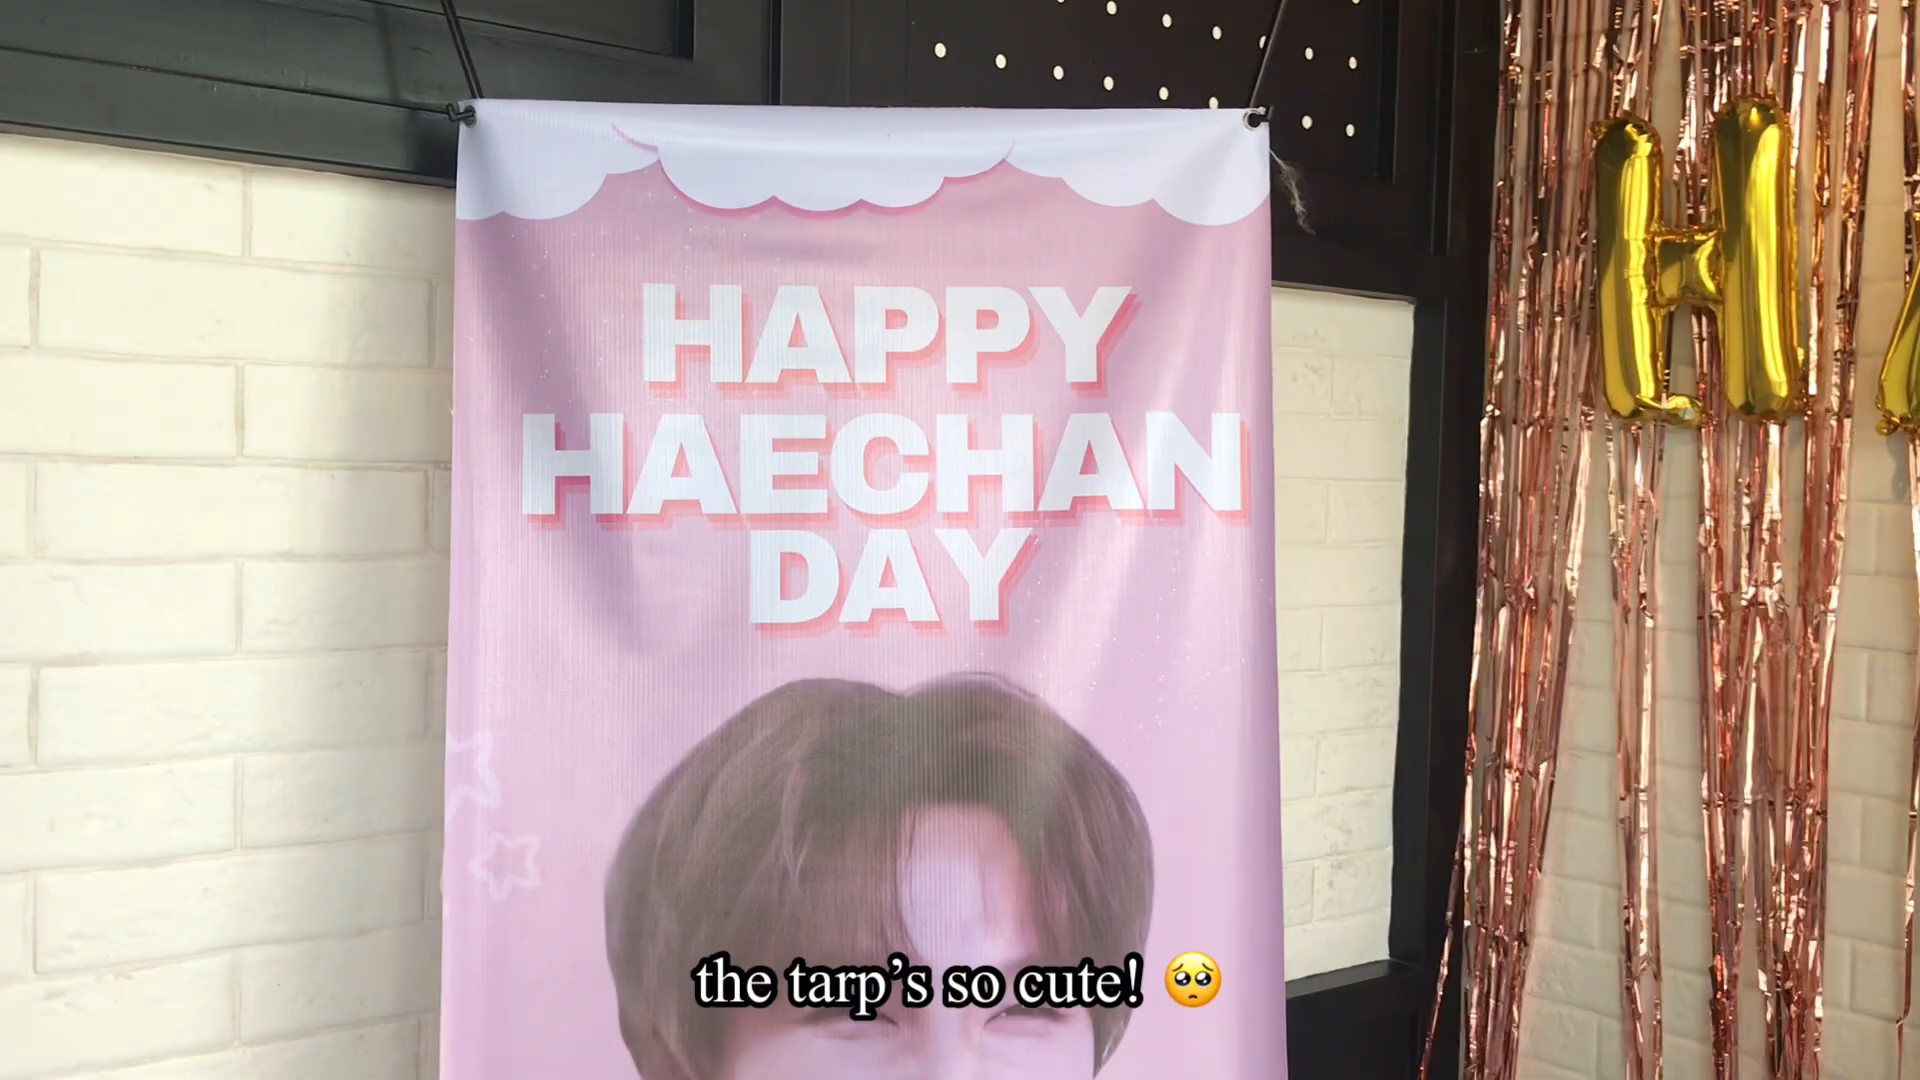 HAPPY
HAECHAN
DAY
H
the tarp’s so cute! 🥺